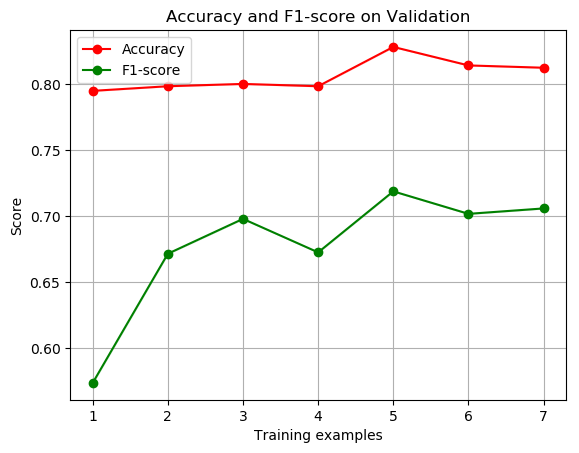 Accuracy and F1-score on Validation
Accuracy
F1-score
0.80
0.75
0.70
0.65
0.60
Score
1 2 3 4 5 6 7
Training examples